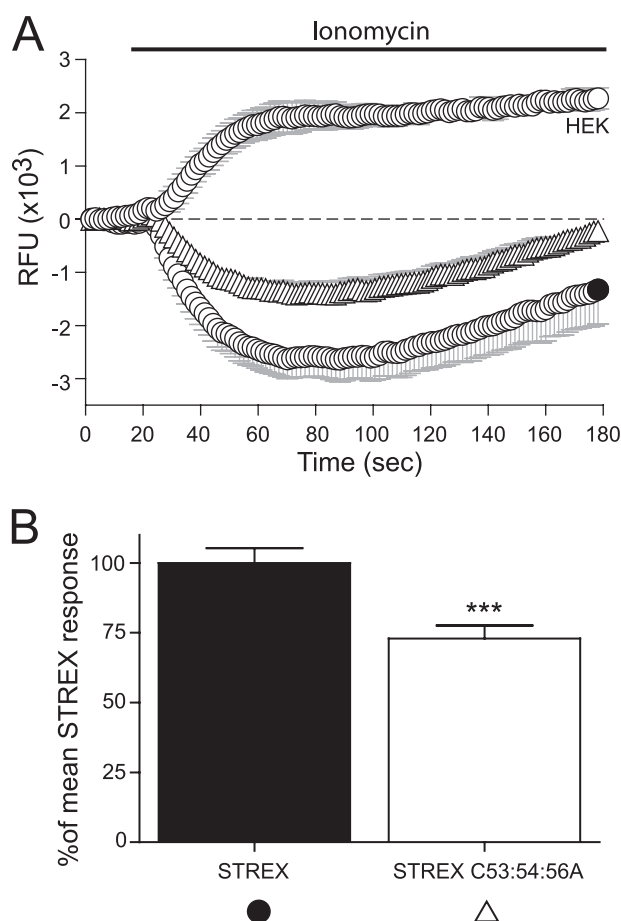 A
Ionomycin
RFU (x10³)
3
2
1
0
-1
-2
-3
HEK
0 20 40 60 80 100 120 140 160 180
Time (sec)
B
%of mean STREX response
100
75
50
25
0
***
STREX STREX C53:54:56A